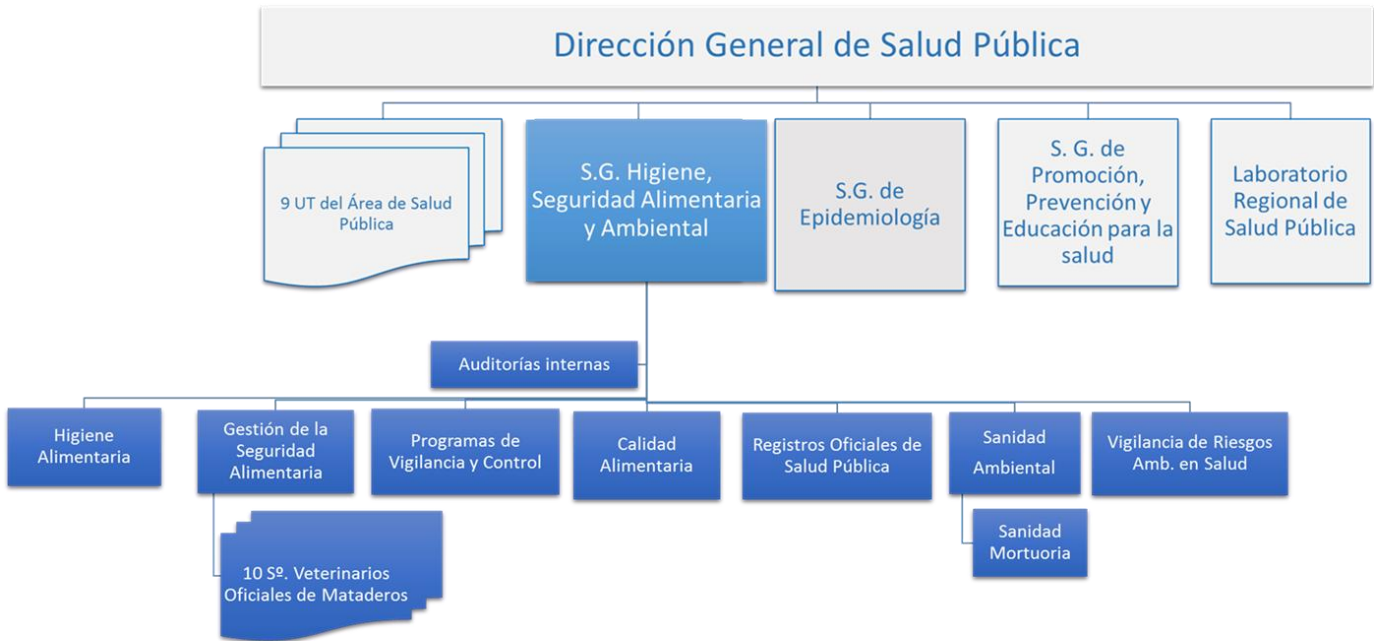 Dirección General de Salud Pública
9 UT del Área de Salud
Pública
S.G. Higiene,
Seguridad Alimentaria
y Ambiental
S.G. de
Epidemiología
S. G. de
Promoción,
Prevención y
Educación para la
salud
Laboratorio
Regional de
Salud Pública
Auditorías internas
Higiene
Alimentaria
Gestión de la
Seguridad
Alimentaria
Programas de
Vigilancia y Control
Calidad
Alimentaria
Registros Oficiales de
Salud Pública
Sanidad
Ambiental
Vigilancia de Riesgos
Amb. en Salud
10 Sº. Veterinarios
Oficiales de Mataderos
Sanidad
Mortuoria